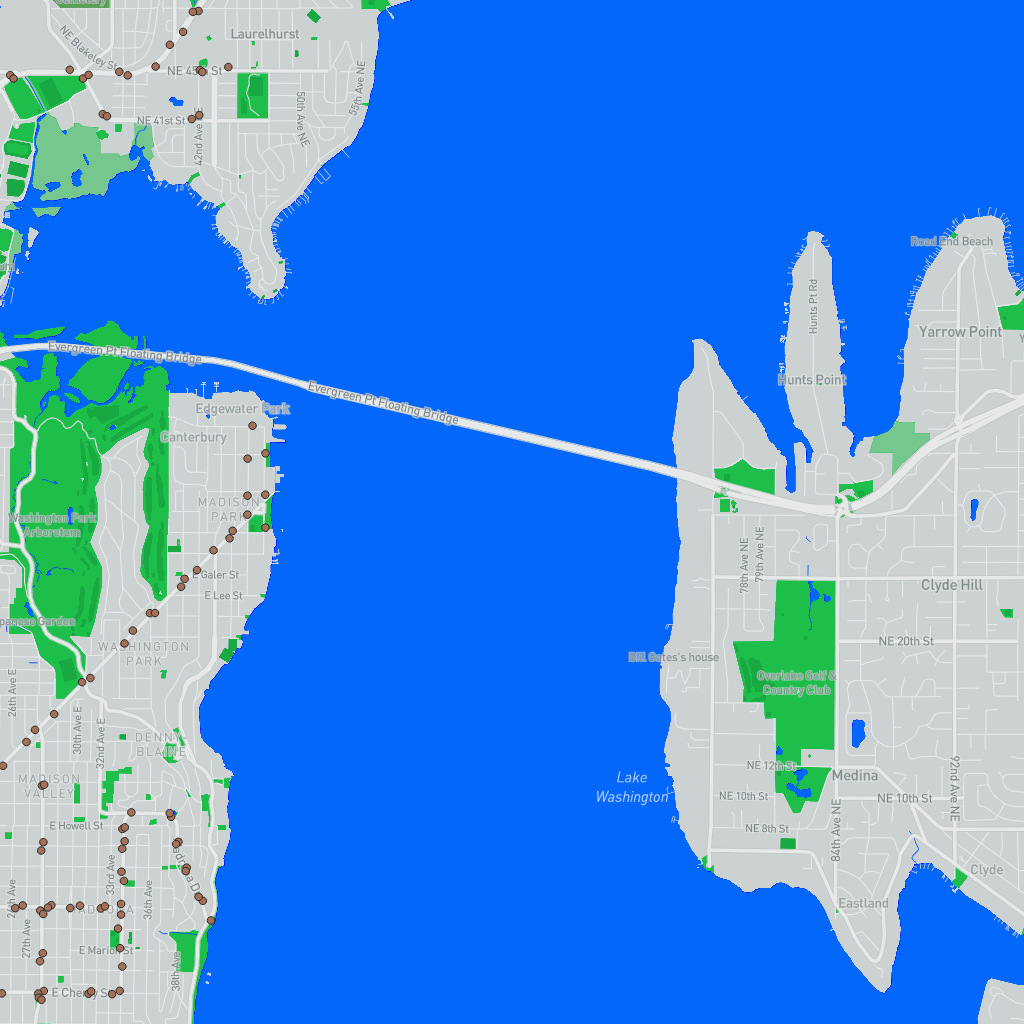 Cemetery
Laurelhurst
NE Blakeley St
NE 45th St
50th Ave NE
55th Ave NE
NE 41st St
42nd Ave E
Road End Beach
Hunts Pt Rd
Yarrow Point
Evergreen Pt Floating Bridge
Hunts Point
Evergreen Pt Floating Bridge
Edgewater Park
Canterbury
MADISON
PARK
Washington Park
Arboretum
E Galer St
78th Ave NE
79th Ave NE
Clyde Hill
E Lee St
Japanese Garden
NE 20th St
WASHINGTON
PARK
Bill Gates's house
26th Ave E
Overlake Golf &
Country Club
30th Ave E
32nd Ave E
DENNY
BLAINE
Lake
Washington
NE 12th St
Medina
MADISON
VALLEY
92nd Ave NE
NE 10th St
NE 10th St
E Howell St
NE 8th St
84th Ave NE
33rd Ave
36th Ave
Clyde
27th Ave
Eastland
E Marion St
38th Ave
E Cherry St